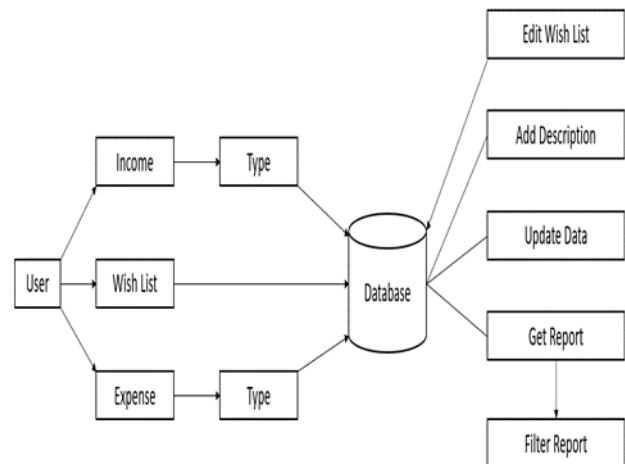 Edit Wish List
Add Description
Income
Type
Update Data
User
Wish List
Database
Get Report
Expense
Type
Filter Report